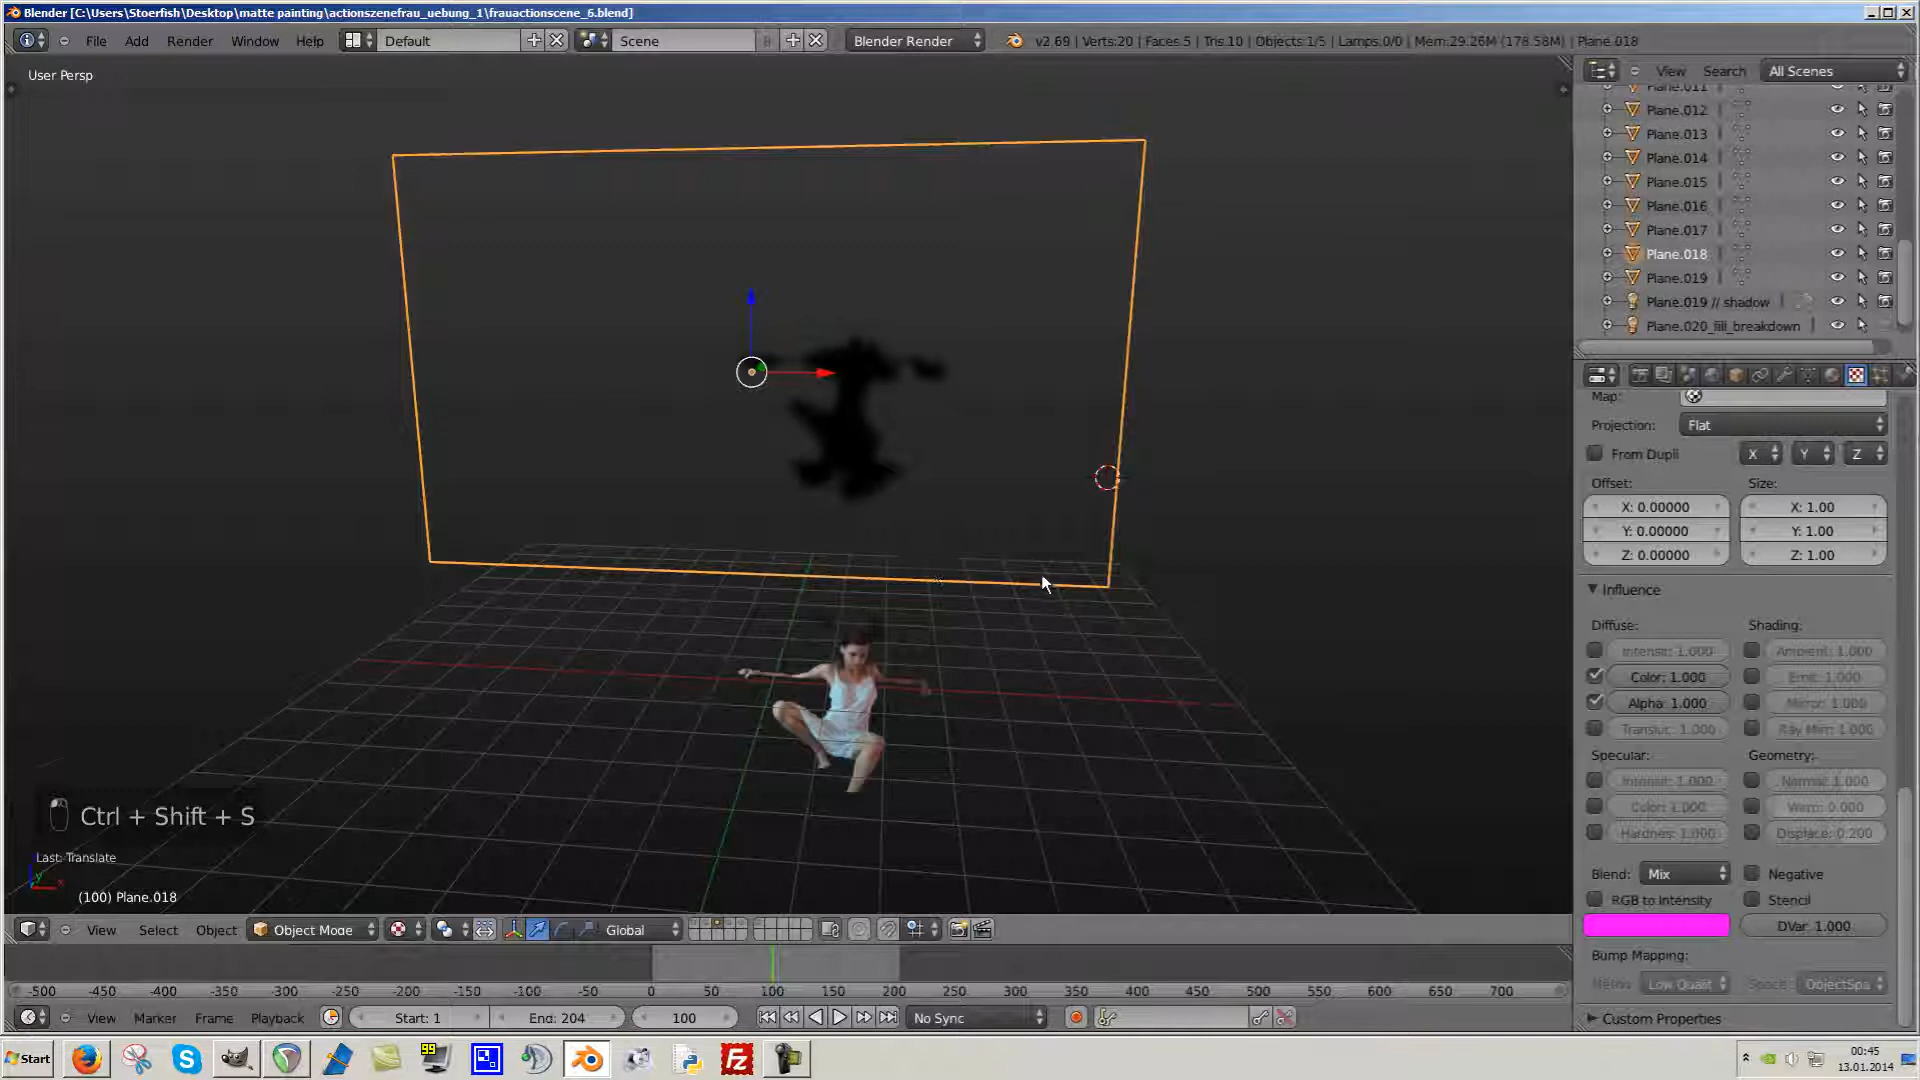 Blender [C:\Users\Stoerfish\Desktop\matte painting\actionszenefrau_uebung_1\frauactionscene_6.blend]
File Add Render Window Help Default Scene Blender Render v2.69 | Verts:20 | Faces:5 | Tris:10 | Objects:1/5 | Lamps:0/0 | Mem:29.26M (178.58M) | Plane.018
User Persp
View Search All Scenes
Plane.011
Plane.012
Plane.013
Plane.014
Plane.015
Plane.016
Plane.017
Plane.018
Plane.019
Plane.019 // shadow
Plane.020_lili_breakdown
Map:
Projection: Flat
From Dupli X Y Z
Offset: Size:
X: 0.00000 X: 1.00
Y: 0.00000 Y: 1.00
Z: 0.00000 Z: 1.00
Influence
Diffuse: Shading:
Intensit: 1.000 Ambient: 1.000
Color: 1.000 Emit: 1.000
Alpha: 1.000 Mirror: 1.000
Transluc: 1.000 Ray Mirr: 1.000
Specular: Geometry:
Intensit: 1.000 Normal: 1.000
Color: 1.000 Warp: 0.000
Hardness: 1.000 Displace: 0.200
Blend: Mix Negative
RGB to Intensity Stencil
DVar: 1.000
Bump Mapping:
Low Qualit Space: ObjectSpa
Custom Properties
Ctrl + Shift + S
Last: Translate
y x
(100) Plane.018
View Select Object Object Mode Global
-500 -450 -400 -350 -300 -250 -200 -150 -100 -50 0 50 100 150 200 250 300 350 400 450 500 550 600 650 700
View Marker Frame Playback Start: 1 End: 204 100 No Sync
Start 99 FZ 00:45
13.01.2014